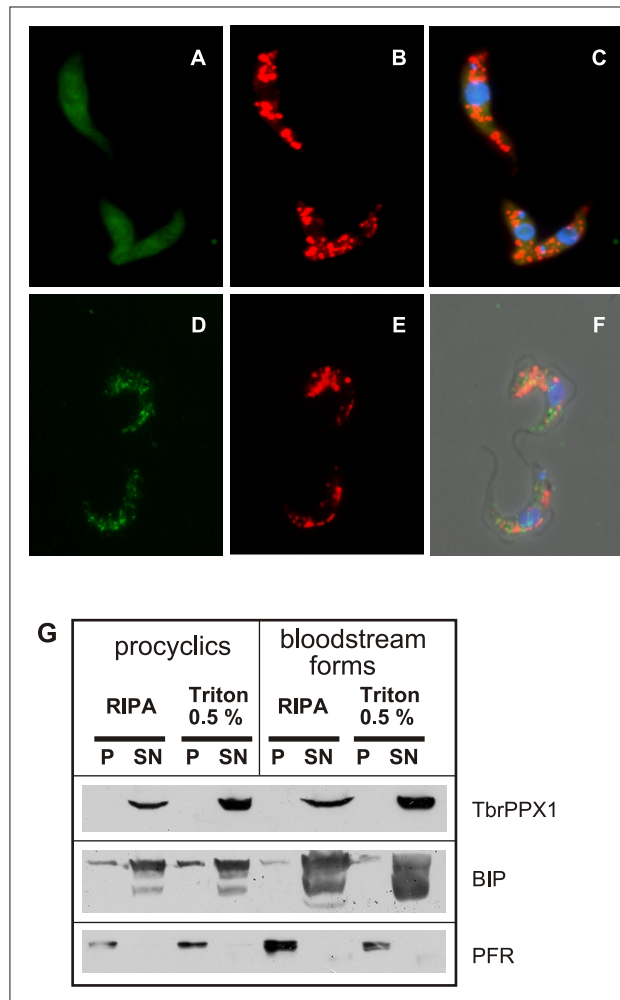 A B C
D E F
G
procyclics bloodstream
forms
RIPA Triton
0.5 % RIPA Triton
0.5 %
P SN P SN P SN P SN
TbrPPX1
BIP
PFR